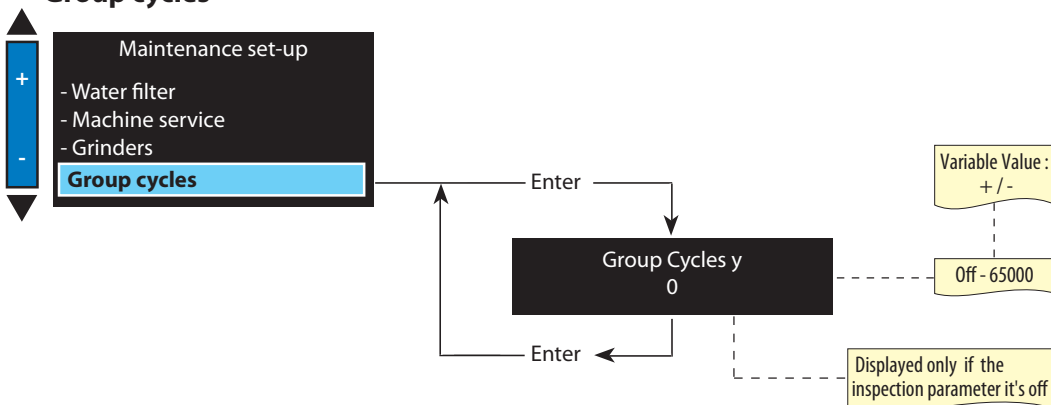 Group cycles
Maintenance set-up
+
- Water filter
- Machine service
- Grinders
-
Group cycles
Enter
Variable Value :
+ / -
Group Cycles y
0
Off - 65000
Enter
Displayed only if the
inspection parameter it's off